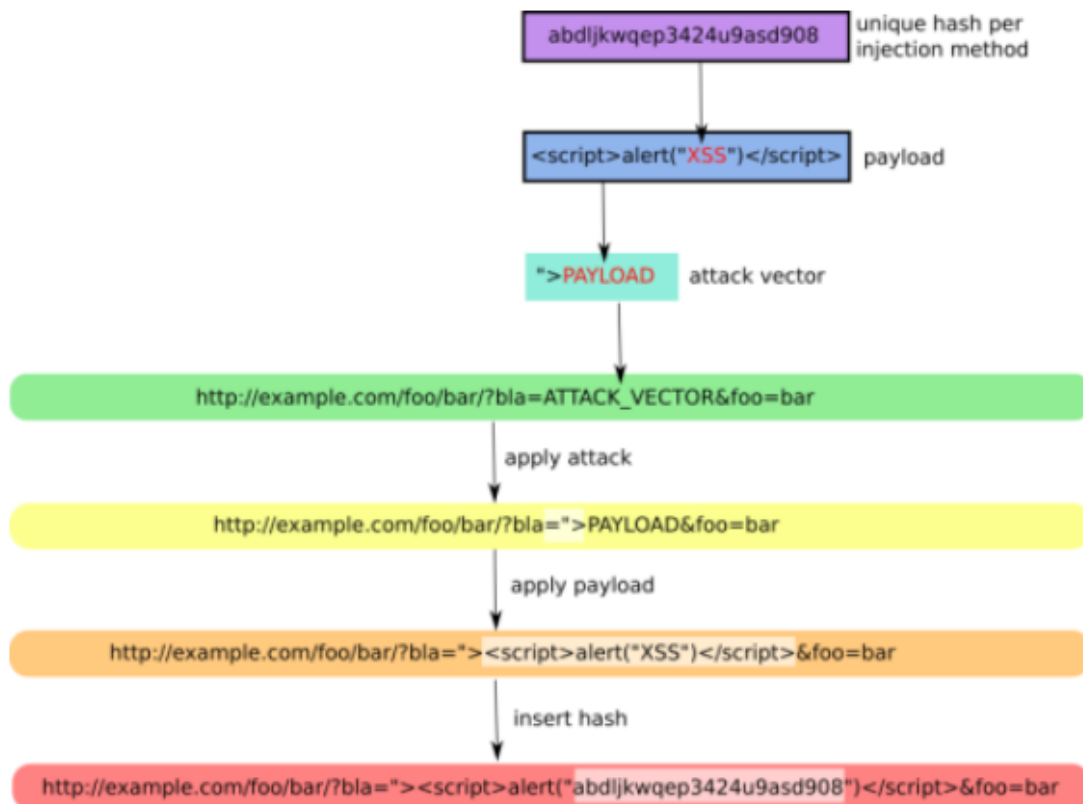 abdljkwqep3424u9asd908
unique hash per
injection method
<script>alert("XSS")</script>
payload
">PAYLOAD
attack vector
http://example.com/foo/bar/?bla=ATTACK_VECTOR&foo=bar
apply attack
http://example.com/foo/bar/?bla=">PAYLOAD&foo=bar
apply payload
http://example.com/foo/bar/?bla="><script>alert("XSS")</script>&foo=bar
insert hash
http://example.com/foo/bar/?bla="><script>alert("abdljkwqep3424u9asd908")</script>&foo=bar